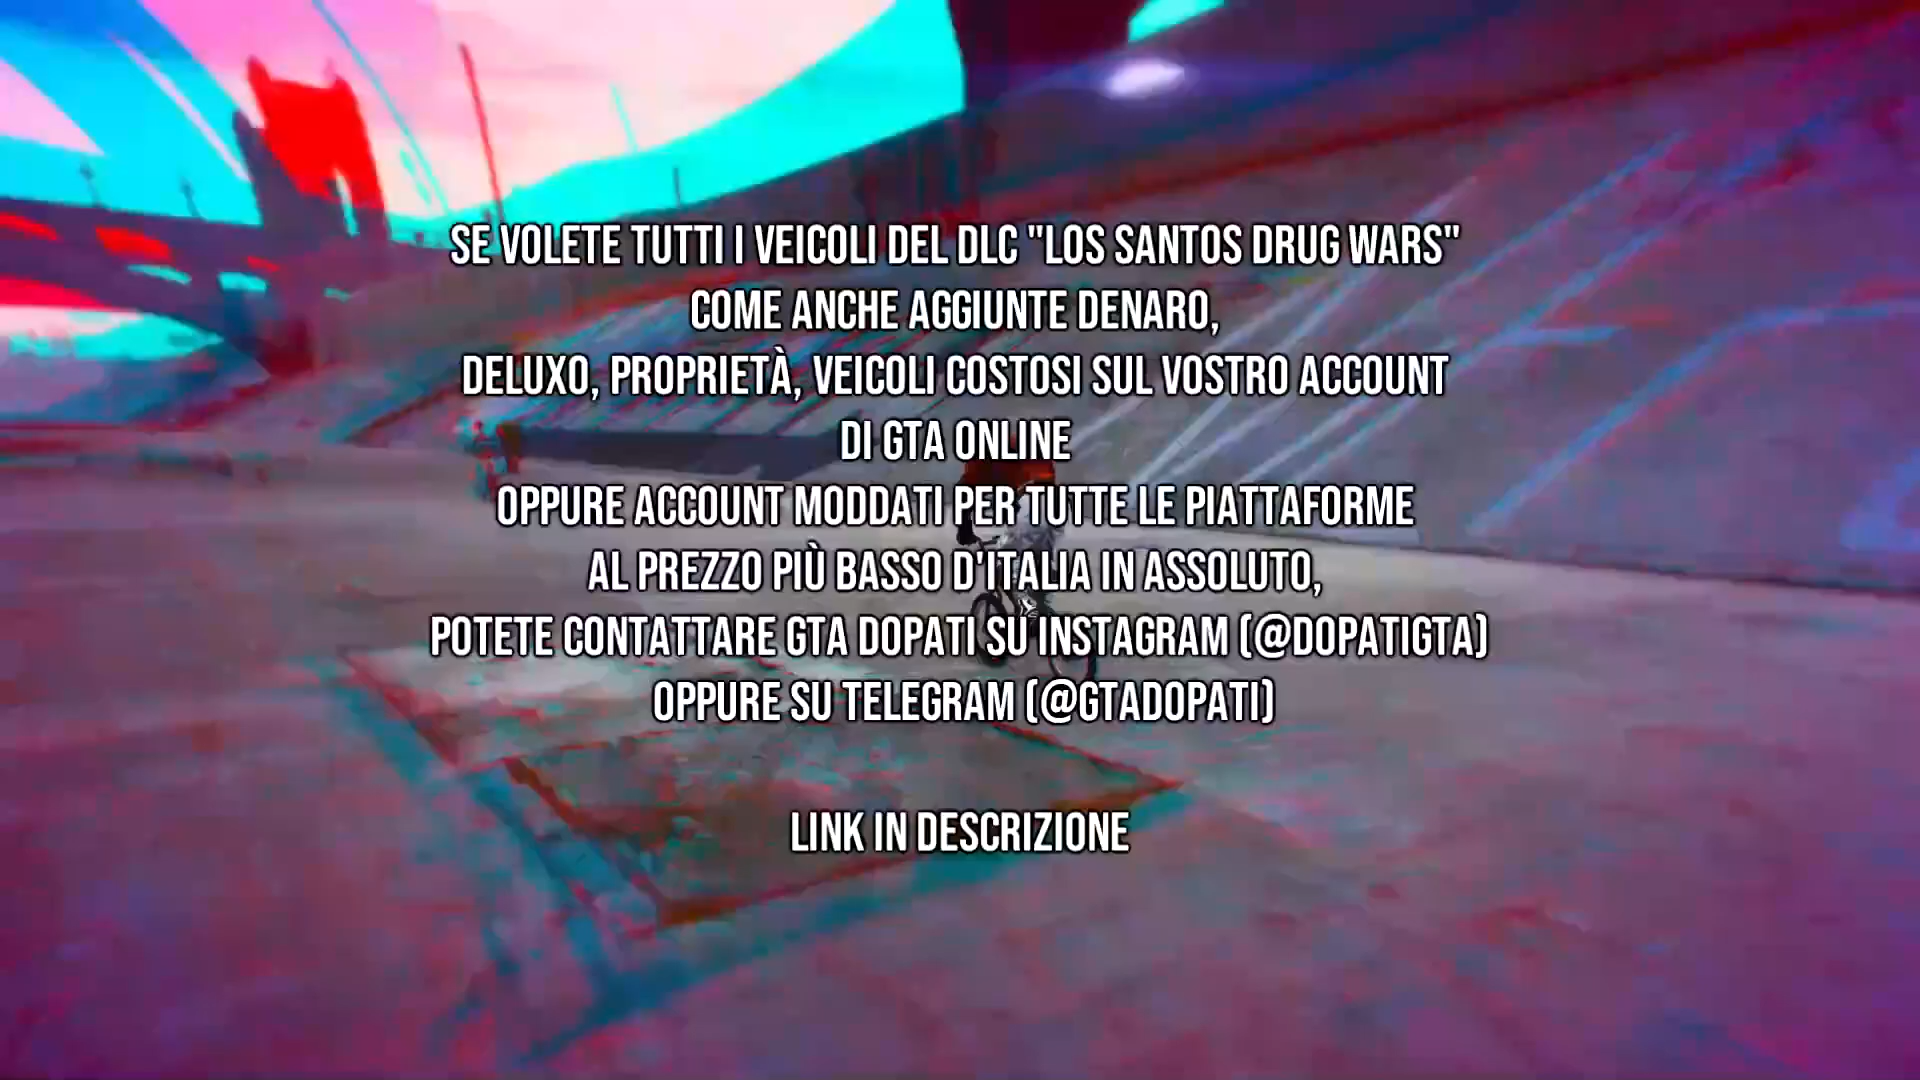 SE VOLETE TUTTI I VEICOLI DEL DLC "LOS SANTOS DRUG WARS"
COME ANCHE AGGIUNTE DENARO,
DELUXO, PROPRIETÀ, VEICOLI COSTOSI SUL VOSTRO ACCOUNT
DI GTA ONLINE
OPPURE ACCOUNT MODDATI PER TUTTE LE PIATTAFORME
AL PREZZO PIÙ BASSO D'ITALIA IN ASSOLUTO,
POTETE CONTATTARE GTA DOPATI SU INSTAGRAM (@DOPATIGTA)
OPPURE SU TELEGRAM (@GTADOPATI)
LINK IN DESCRIZIONE